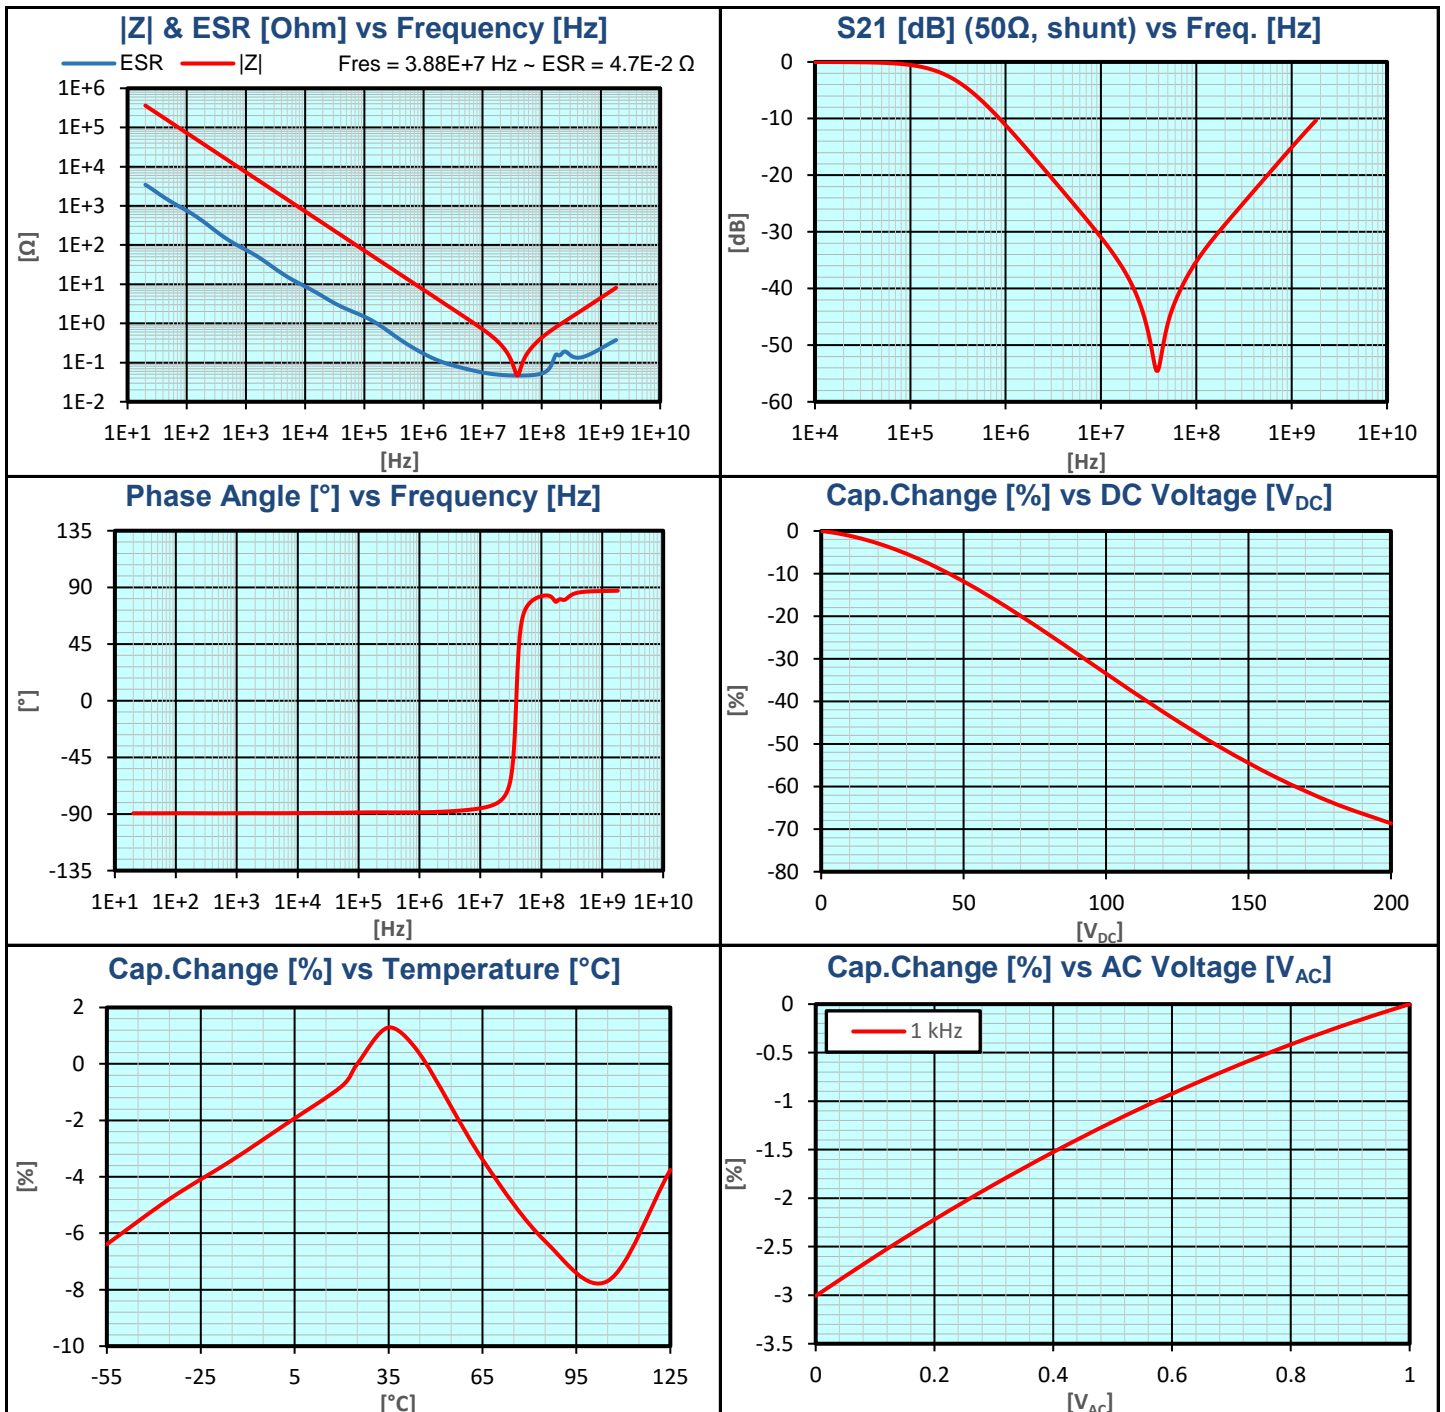 |Z| & ESR [Ohm] vs Frequency [Hz]
ESR |Z| Fres = 3.88E+7 Hz ~ ESR = 4.7E-2 Ω
1E+6
1E+5
1E+4
1E+3
1E+2
1E+1
1E+0
1E-1
1E-2
[Ω]
1E+1 1E+2 1E+3 1E+4 1E+5 1E+6 1E+7 1E+8 1E+9 1E+10
[Hz]
S21 [dB] (50Ω, shunt) vs Freq. [Hz]
0
-10
-20
-30
-40
-50
-60
[dB]
1E+4 1E+5 1E+6 1E+7 1E+8 1E+9 1E+10
[Hz]
Phase Angle [°] vs Frequency [Hz]
135
90
45
0
-45
-90
-135
[°]
1E+1 1E+2 1E+3 1E+4 1E+5 1E+6 1E+7 1E+8 1E+9 1E+10
[Hz]
Cap.Change [%] vs DC Voltage [VDC]
0
-10
-20
-30
-40
-50
-60
-70
-80
[%]
0 50 100 150 200
[VDC]
Cap.Change [%] vs Temperature [°C]
2
0
-2
-4
-6
-8
-10
[%]
-55 -25 5 35 65 95 125
[°C]
Cap.Change [%] vs AC Voltage [VAC]
1 kHz
0
-0.5
-1
-1.5
-2
-2.5
-3
-3.5
[%]
0 0.2 0.4 0.6 0.8 1
[VAC]